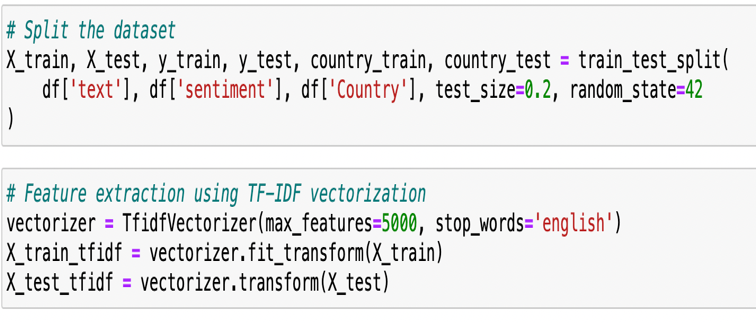 # Split the dataset
X_train, X_test, y_train, y_test, country_train, country_test = train_test_split(
    df['text'], df['sentiment'], df['Country'], test_size=0.2, random_state=42
)
# Feature extraction using TF-IDF vectorization
vectorizer = TfidfVectorizer(max_features=5000, stop_words='english')
X_train_tfidf = vectorizer.fit_transform(X_train)
X_test_tfidf = vectorizer.transform(X_test)